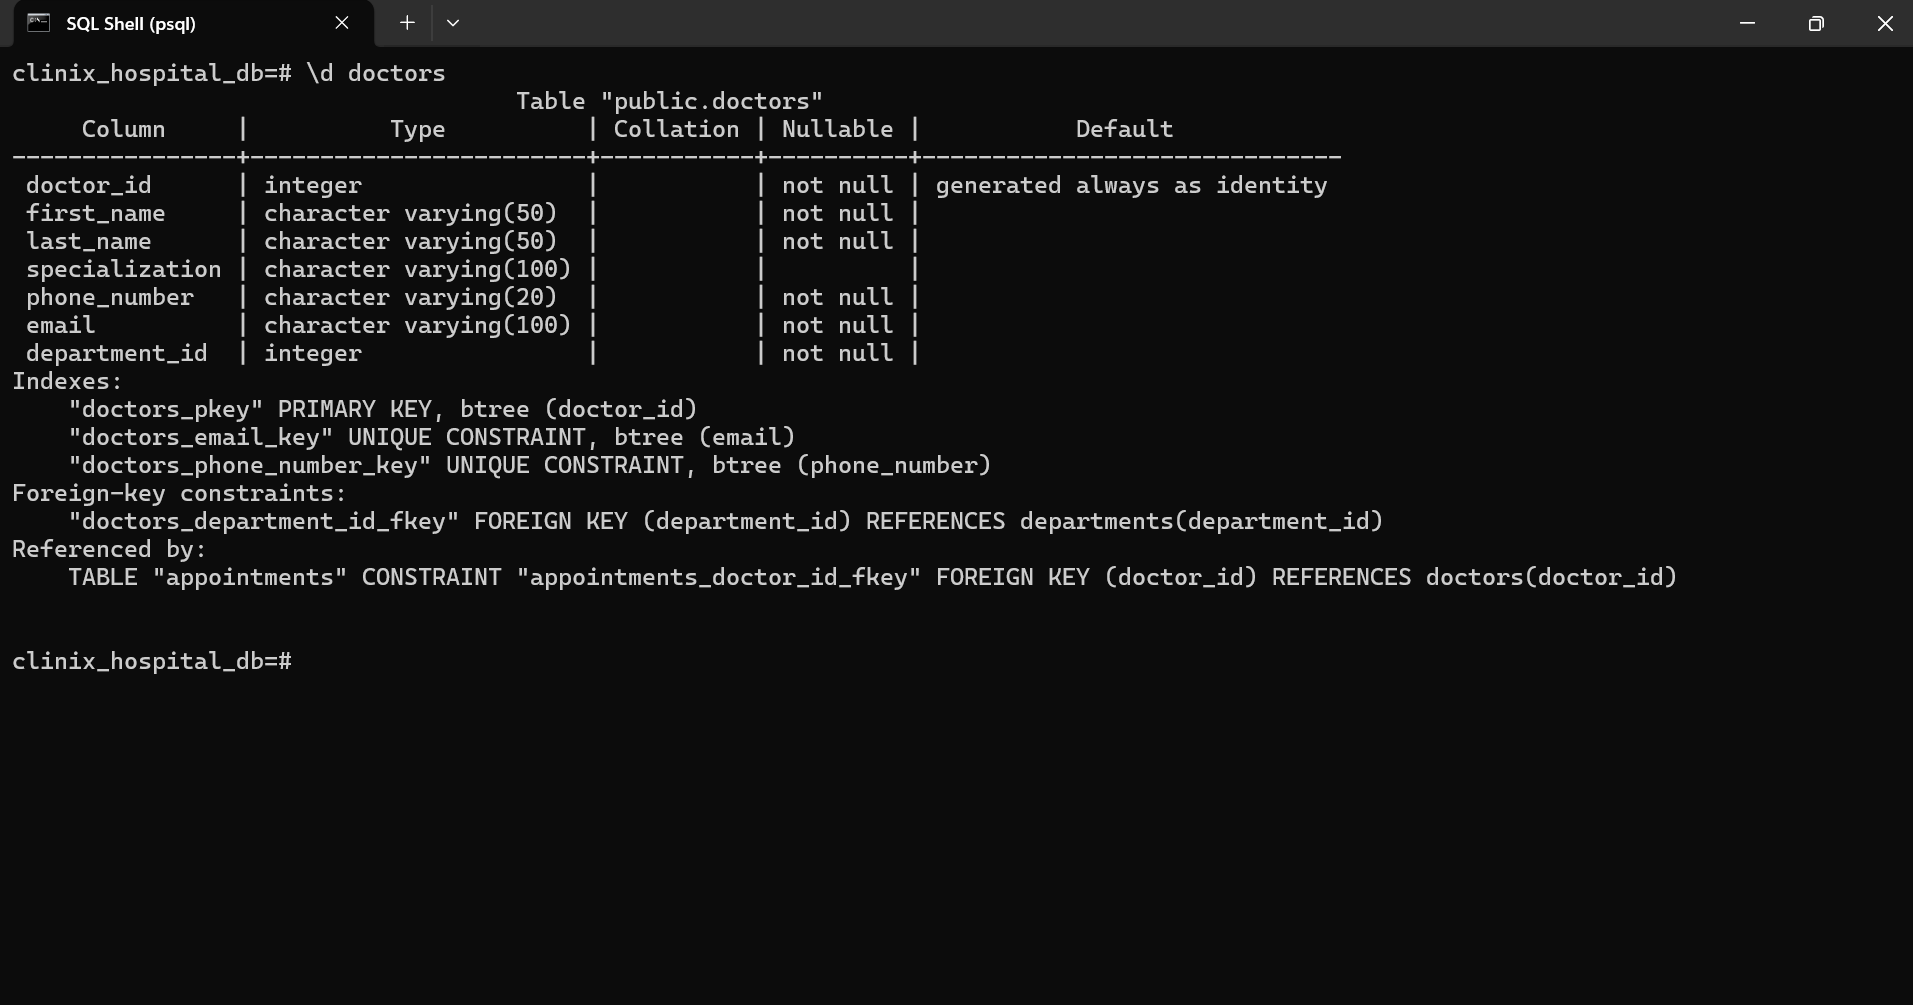 SQL Shell (psql)
clinix_hospital_db=# \d doctors
                                    Table "public.doctors"
     Column     |          Type          | Collation | Nullable |           Default
----------------+------------------------+-----------+----------+------------------------------
 doctor_id      | integer                |           | not null | generated always as identity
 first_name     | character varying(50)  |           | not null |
 last_name      | character varying(50)  |           | not null |
 specialization | character varying(100) |           |          |
 phone_number   | character varying(20)  |           | not null |
 email          | character varying(100) |           | not null |
 department_id  | integer                |           | not null |
Indexes:
    "doctors_pkey" PRIMARY KEY, btree (doctor_id)
    "doctors_email_key" UNIQUE CONSTRAINT, btree (email)
    "doctors_phone_number_key" UNIQUE CONSTRAINT, btree (phone_number)
Foreign-key constraints:
    "doctors_department_id_fkey" FOREIGN KEY (department_id) REFERENCES departments(department_id)
Referenced by:
    TABLE "appointments" CONSTRAINT "appointments_doctor_id_fkey" FOREIGN KEY (doctor_id) REFERENCES doctors(doctor_id)
clinix_hospital_db=#